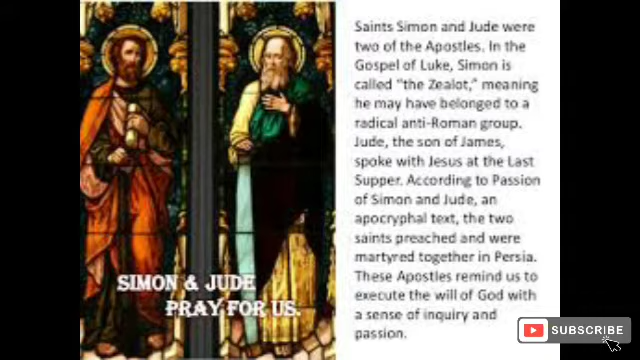 SIMON & JUDE
PRAY FOR US.
Saints Simon and Jude were
two of the Apostles. In the
Gospel of Luke, Simon is
called “the Zealot,” meaning
he may have belonged to a
radical anti-Roman group.
Jude, the son of James,
spoke with Jesus at the Last
Supper. According to Passion
of Simon and Jude, an
apocryphal text, the two
saints preached and were
martyred together in Persia.
These Apostles remind us to
execute the will of God with
a sense of inquiry and
passion.
SUBSCRIBE